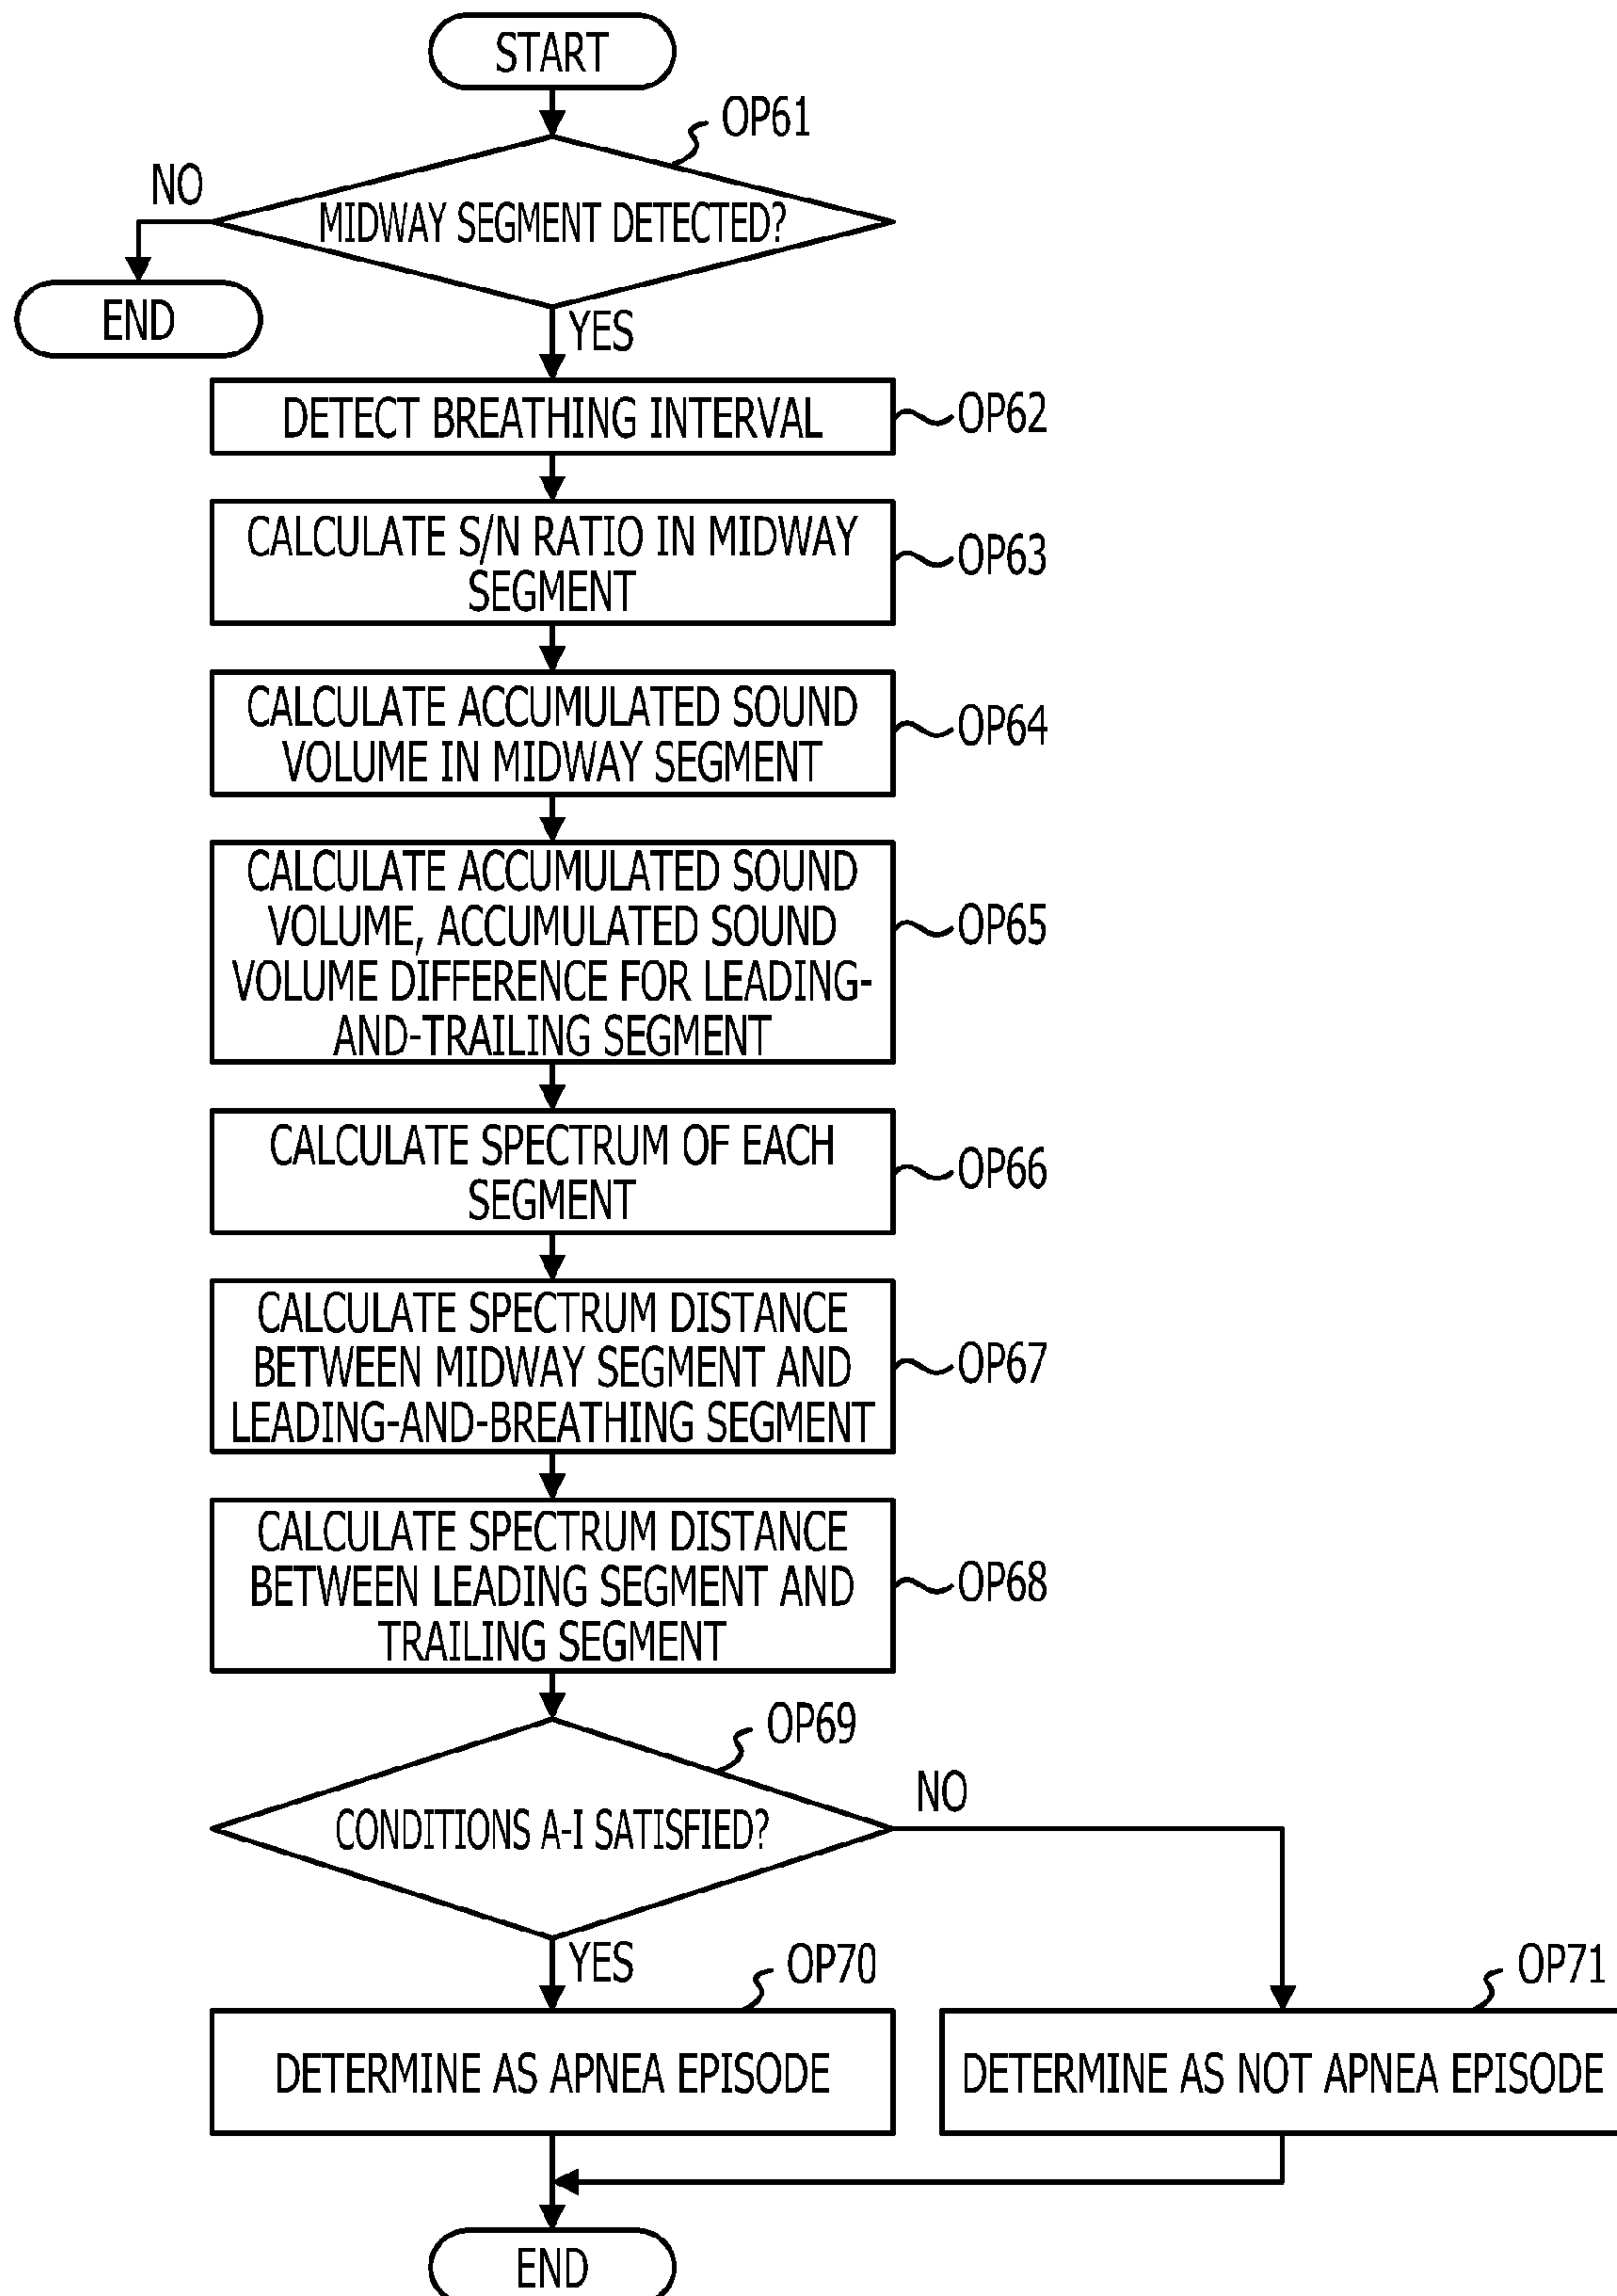 START
OP61
NO
MIDWAY SEGMENT DETECTED?
END
YES
DETECT BREATHING INTERVAL
OP62
CALCULATE S/N RATIO IN MIDWAY
SEGMENT
OP63
CALCULATE ACCUMULATED SOUND
VOLUME IN MIDWAY SEGMENT
OP64
CALCULATE ACCUMULATED SOUND
VOLUME, ACCUMULATED SOUND
VOLUME DIFFERENCE FOR LEADING-
AND-TRAILING SEGMENT
OP65
CALCULATE SPECTRUM OF EACH
SEGMENT
OP66
CALCULATE SPECTRUM DISTANCE
BETWEEN MIDWAY SEGMENT AND
LEADING-AND-BREATHING SEGMENT
OP67
CALCULATE SPECTRUM DISTANCE
BETWEEN LEADING SEGMENT AND
TRAILING SEGMENT
OP68
OP69
CONDITIONS A-I SATISFIED?
NO
YES
OP70
OP71
DETERMINE AS APNEA EPISODE
DETERMINE AS NOT APNEA EPISODE
END